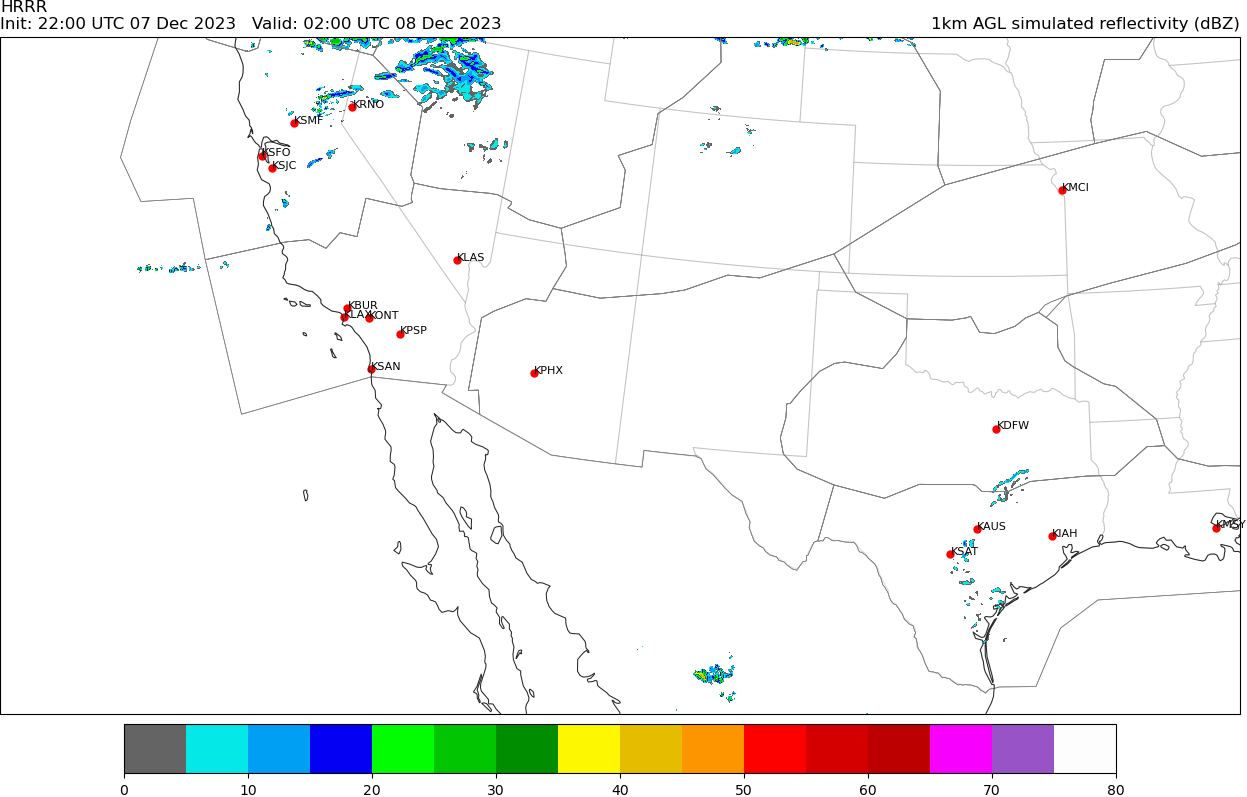 HRRR
Init: 22:00 UTC 07 Dec 2023   Valid: 02:00 UTC 08 Dec 2023   1km AGL simulated reflectivity (dBZ)
KRNO
KSMF
KSFO
KSJC
KMCI
KLAS
KBUR
KLAX
KONT
KPSP
KSAN
KPHX
KDFW
KAUS
KMSY
KIAH
KSAT
0 10 20 30 40 50 60 70 80